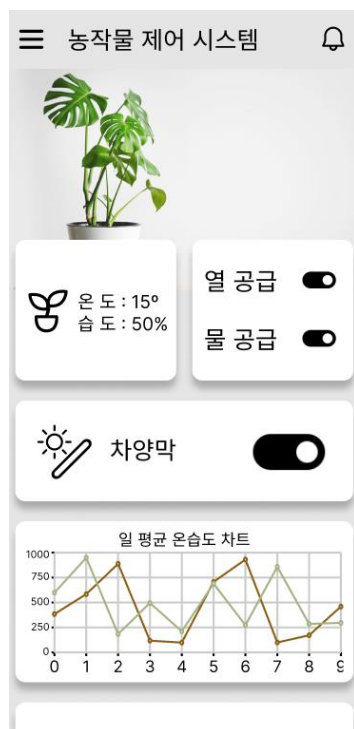 농작물 제어 시스템
온 도 : 15º
습 도 : 50%
열 공급
물 공급
차양막
일 평균 온습도 차트
1000
750
500
250
0
0 1 2 3 4 5 6 7 8 9